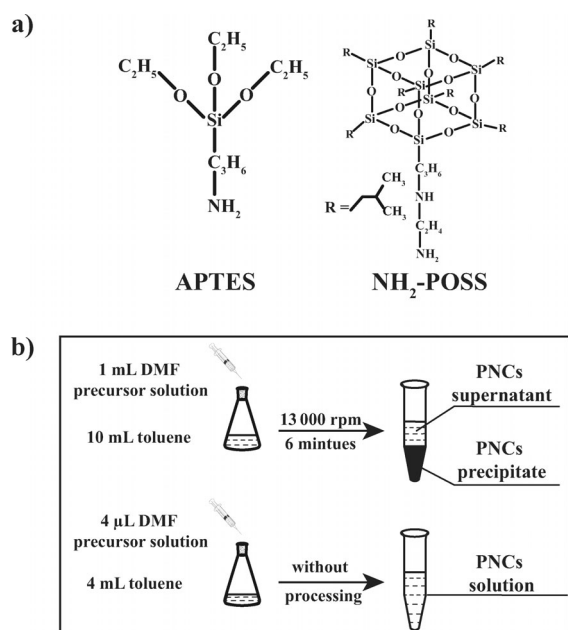 a)
C₂H₅
C₂H₅
C₂H₅
O
O
O
Si
C₃H₆
NH₂
APTES
R
R
O
Si
O
R
Si
O
Si
O
Si
O
R
O
R
O
R
Si
Si
O
O
R
Si
O
O
Si
R
O
Si
O
C₃H₆
NH
C₂H₄
NH₂
R =
CH₃
CH₃
NH₂-POSS
b)
1 mL DMF
precursor solution
10 mL toluene
13 000 rpm
6 mintues
PNCs
supernatant
PNCs
precipitate
4 µL DMF
precursor solution
4 mL toluene
without
processing
PNCs
solution